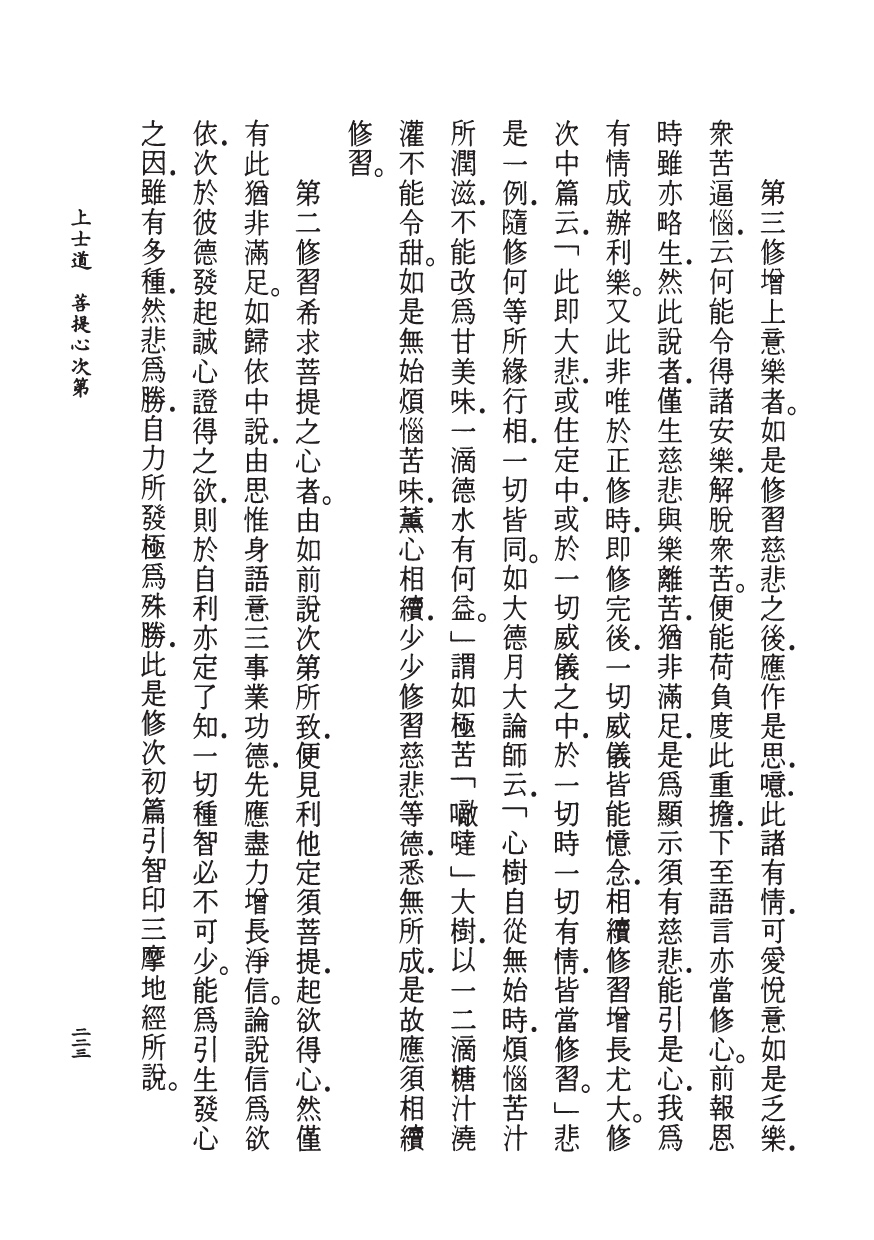 第三修增上意樂者。如是修習慈悲之後．應作是思．噫．此諸有情．可愛悅意如是乏樂．
衆苦逼惱．云何能令得諸安樂．解脫衆苦。便能荷負度此重擔．下至語言亦當修心。前報恩
時雖亦略生．然此說者．僅生慈悲與樂離苦．猶非滿足．是爲顯示須有慈悲．能引是心．我爲
有情成辦利樂。又此非唯於正修時．即修完後．一切威儀皆能憶念．相續修習增長尤大。修
次中篇云．「此即大悲．或住定中．或於一切威儀之中．於一切時一切有情．皆當修習。」悲
是一例．隨修何等所緣行相．一切皆同。如大德月大論師云．「心樹自從無始時．煩惱苦汁
所潤滋．不能改爲甘美味．一滴德水有何益。」謂如極苦「噉噠」大樹．以一二滴糖汁澆
灌不能令甜。如是無始煩惱苦味．薰心相續．少少修習慈悲等德．悉無所成．是故應須相續
修習。
第二修習希求菩提之心者。由如前說次第所致．便見利他定須菩提．起欲得心．然僅
有此猶非滿足。如歸依中說．由思惟身語意三事業功德．先應盡力增長淨信。論說信爲欲
依．次於彼德發起誠心證得之欲．則於自利亦定了知．一切種智必不可少。能爲引生發心
之因．雖有多種．然悲爲勝．自力所發極爲殊勝．此是修次初篇引智印三摩地經所說。
上士道　菩提心次第
二二三